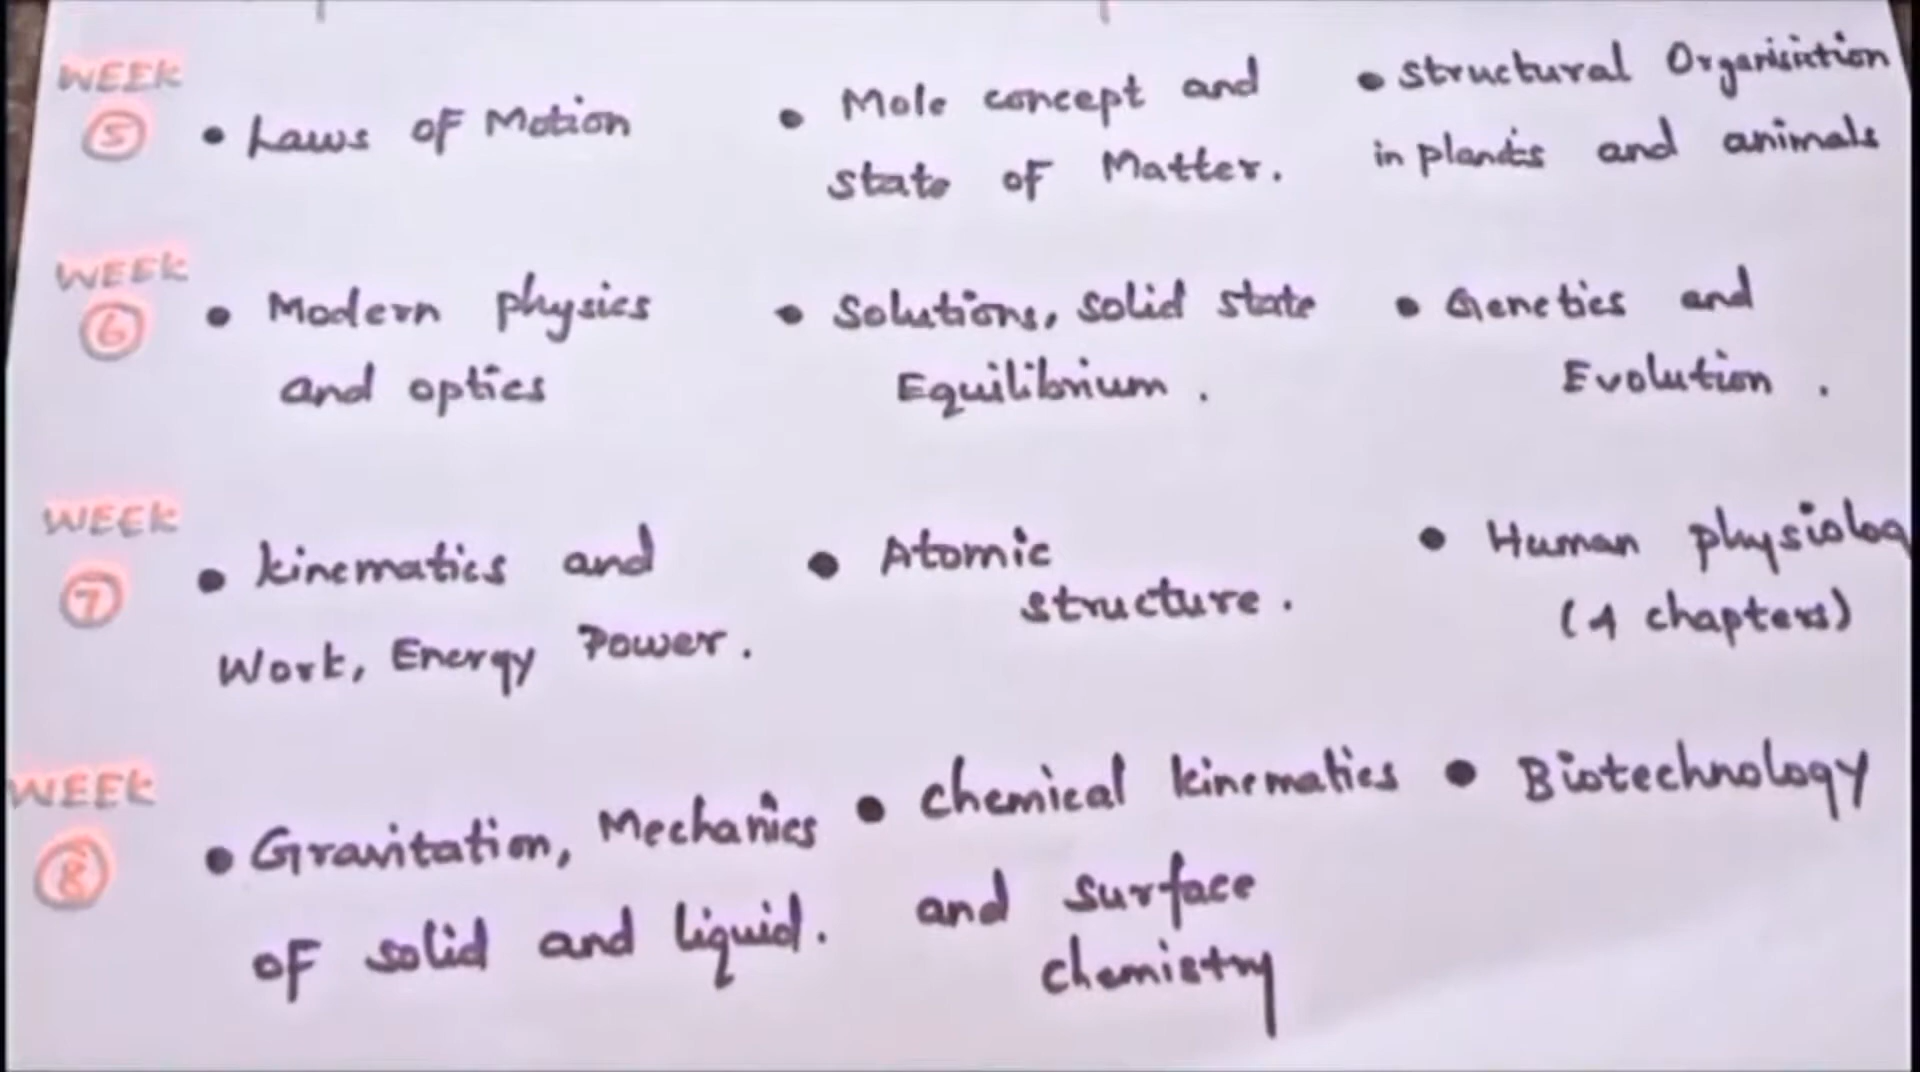 WEEK
5
• Laws of Motion
• Mole concept and
state of Matter.
• Structural Organisiation
in plants and animals
WEEK
6
• Modern physics
and optics
• Solutions, solid state
Equilibrium .
• Genetics and
Evolution .
WEEK
7
• kinematics and
Work, Energy Power.
• Atomic
structure .
• Human physiolog
(4 chapters)
WEEK
8
• Gravitation, Mechanics
of solid and liquid.
• chemical kinematics
and surface
chemistry
• Biotechnology